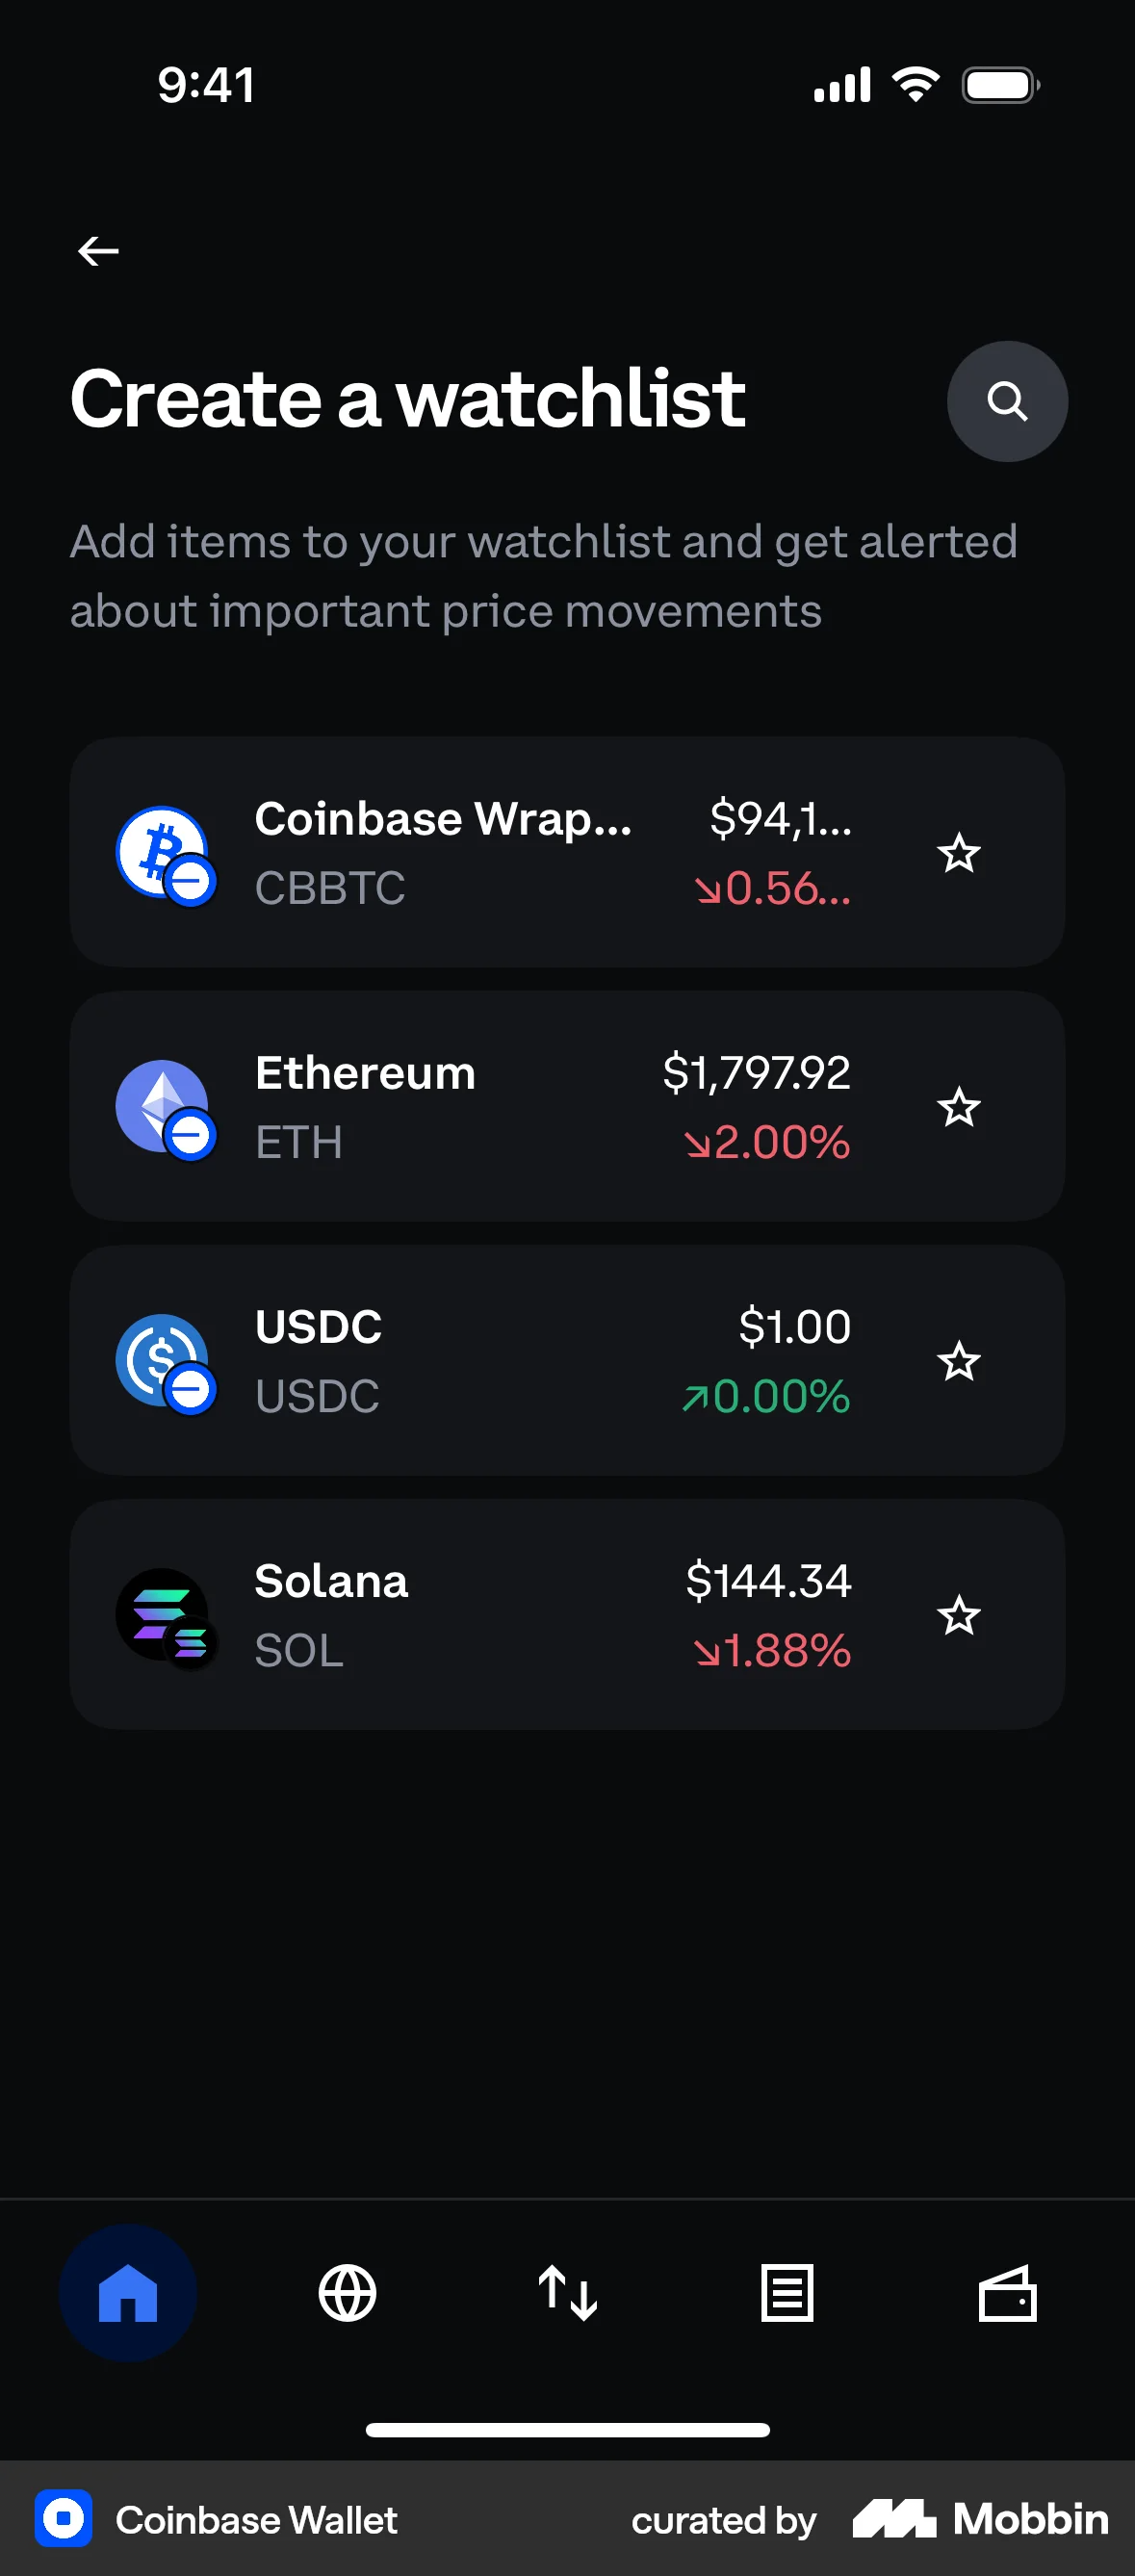 9:41
Create a watchlist
Add items to your watchlist and get alerted
about important price movements
Coinbase Wrap... $94,1...
CBBTC ↘0.56...
Ethereum $1,797.92
ETH ↘2.00%
USDC $1.00
USDC ↗0.00%
Solana $144.34
SOL ↘1.88%
Coinbase Wallet curated by Mobbin